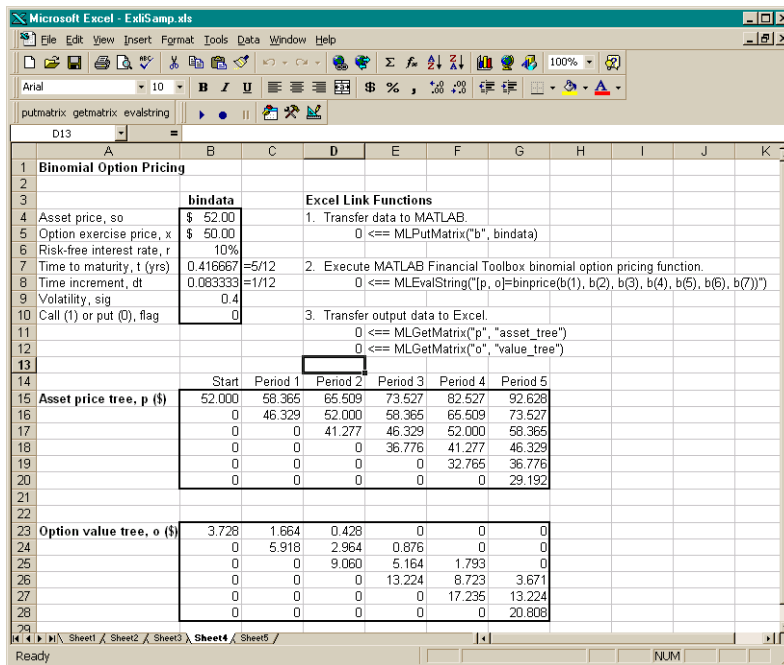 Microsoft Excel - ExliSamp.xls
File Edit View Insert Format Tools Data Window Help
100%
Arial 10 B I U $ % ,
putmatrix getmatrix evalstring
D13 =
A B C D E F G H I J K
1 Binomial Option Pricing
2
3 bindata Excel Link Functions
4 Asset price, so $ 52.00 1. Transfer data to MATLAB.
5 Option exercise price, x $ 50.00 0 <== MLPutMatrix("b", bindata)
6 Risk-free interest rate, r 10%
7 Time to maturity, t (yrs) 0.416667 =5/12 2. Execute MATLAB Financial Toolbox binomial option pricing function.
8 Time increment, dt 0.083333 =1/12 0 <== MLEvalString("[p, o]=binprice(b(1), b(2), b(3), b(4), b(5), b(6), b(7))")
9 Volatility, sig 0.4
10 Call (1) or put (0), flag 0 3. Transfer output data to Excel.
11 0 <== MLGetMatrix("p", "asset_tree")
12 0 <== MLGetMatrix("o", "value_tree")
13
14 Start Period 1 Period 2 Period 3 Period 4 Period 5
15 Asset price tree, p ($) 52.000 58.365 65.509 73.527 82.527 92.628
16 0 46.329 52.000 58.365 65.509 73.527
17 0 0 41.277 46.329 52.000 58.365
18 0 0 0 36.776 41.277 46.329
19 0 0 0 0 32.765 36.776
20 0 0 0 0 0 29.192
21
22
23 Option value tree, o ($) 3.728 1.664 0.428 0 0 0
24 0 5.918 2.964 0.876 0 0
25 0 0 9.060 5.164 1.793 0
26 0 0 0 13.224 8.723 3.671
27 0 0 0 0 17.235 13.224
28 0 0 0 0 0 20.808
29
Sheet1 Sheet2 Sheet3 Sheet4 Sheet5
Ready NUM